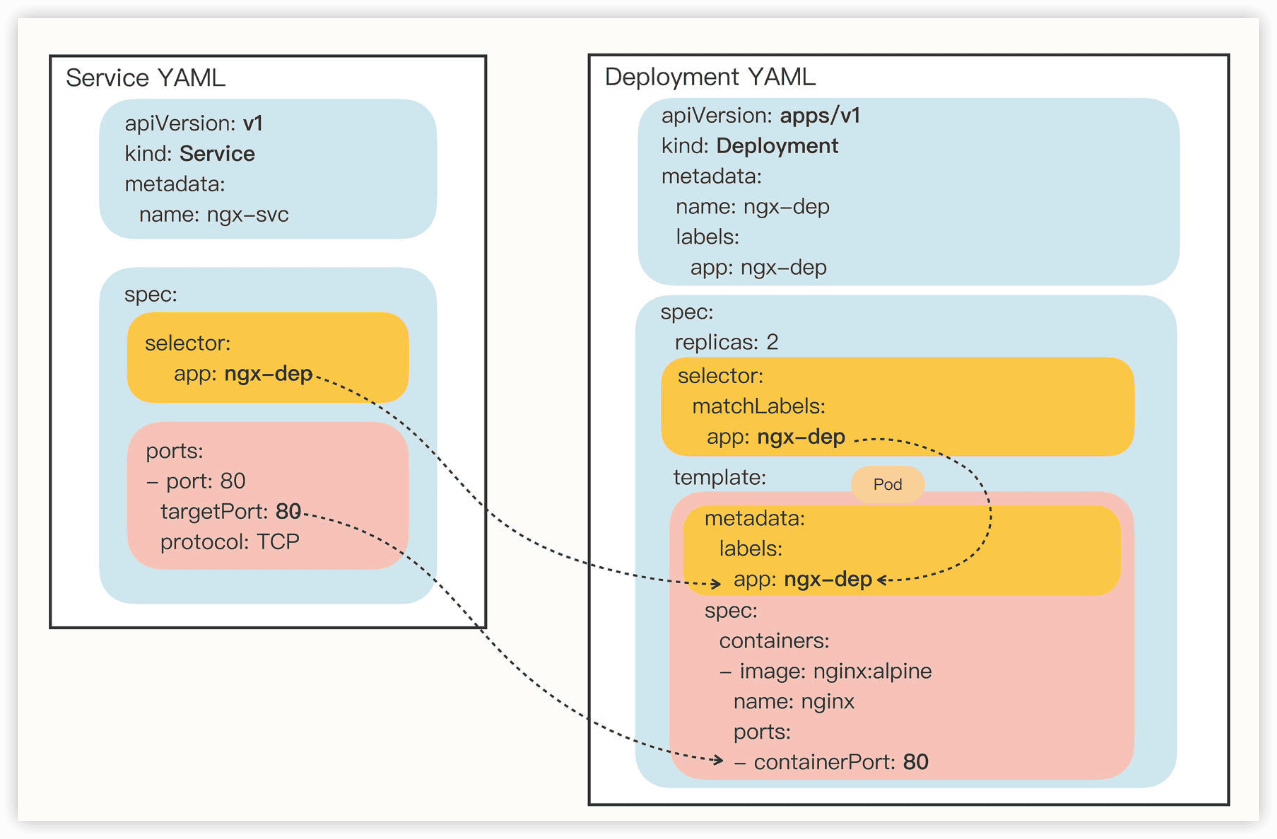 Service YAML
apiVersion: v1
kind: Service
metadata:
name: ngx-svc
spec:
selector:
app: ngx-dep
ports:
- port: 80
targetPort: 80
protocol: TCP
Deployment YAML
apiVersion: apps/v1
kind: Deployment
metadata:
name: ngx-dep
labels:
app: ngx-dep
spec:
replicas: 2
selector:
matchLabels:
app: ngx-dep
template:
Pod
metadata:
labels:
app: ngx-dep
spec:
containers:
- image: nginx:alpine
name: nginx
ports:
- containerPort: 80